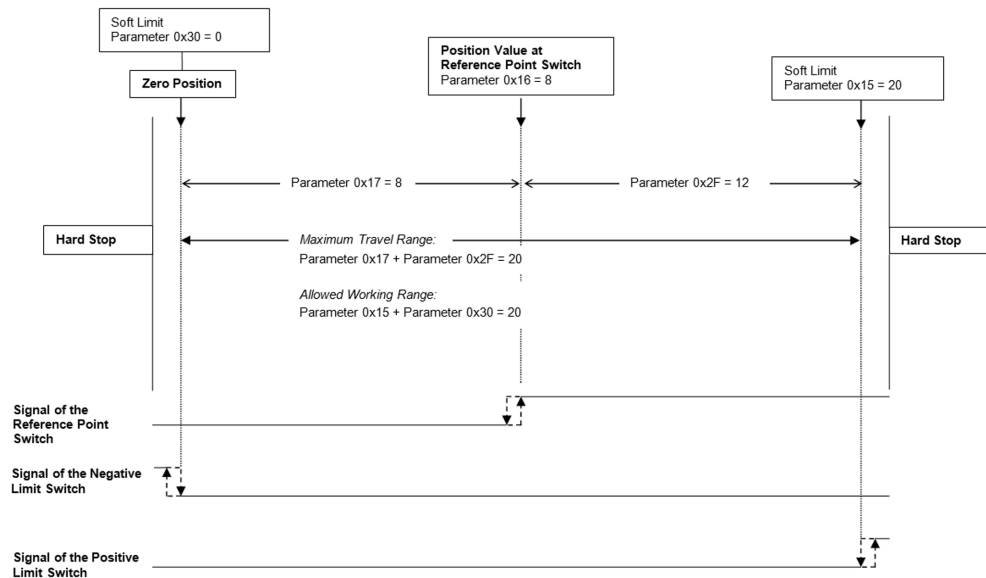 Soft Limit
Parameter 0x30 = 0
Zero Position
Position Value at
Reference Point Switch
Parameter 0x16 = 8
Soft Limit
Parameter 0x15 = 20
Parameter 0x17 = 8
Parameter 0x2F = 12
Hard Stop
Maximum Travel Range:
Parameter 0x17 + Parameter 0x2F = 20
Hard Stop
Allowed Working Range:
Parameter 0x15 + Parameter 0x30 = 20
Signal of the
Reference Point
Switch
Signal of the Negative
Limit Switch
Signal of the Positive
Limit Switch